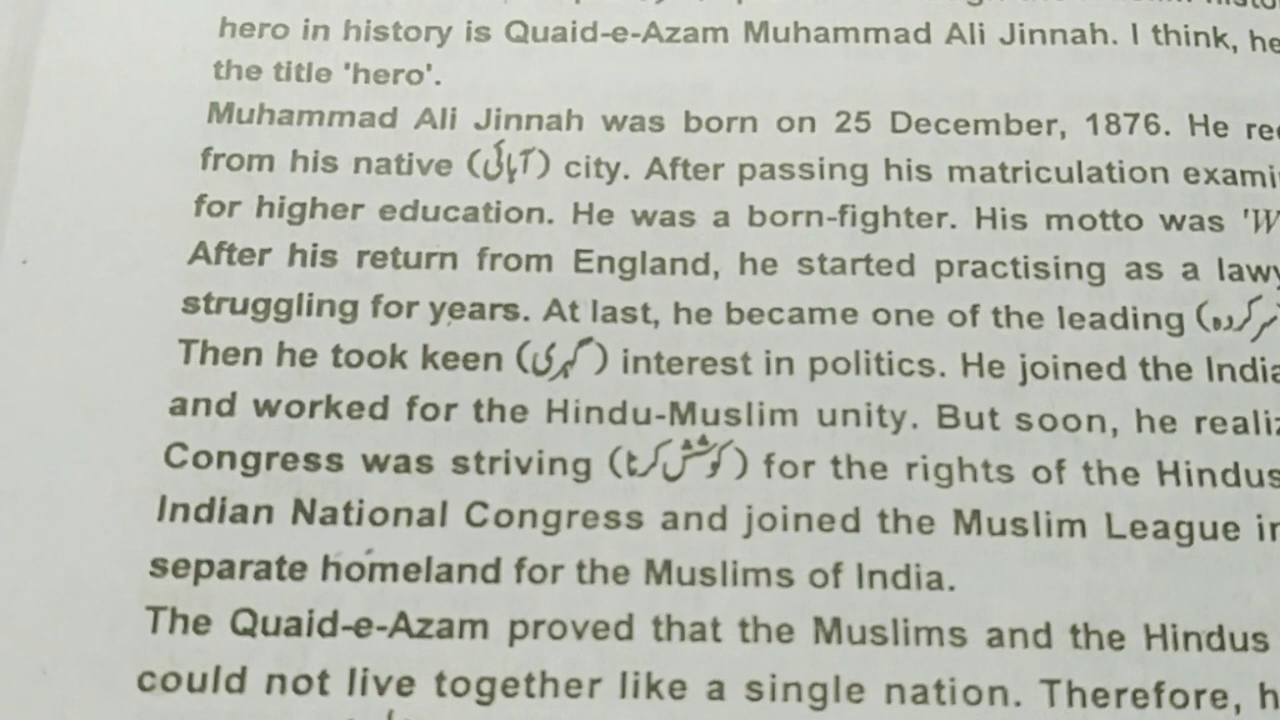 hero in history is Quaid-e-Azam Muhammad Ali Jinnah. I think, he
the title 'hero'.
Muhammad Ali Jinnah was born on 25 December, 1876. He
from his native (آبائی) city. After passing his matriculation
for higher education. He was a born-fighter. His motto was
After his return from England, he started practising as a
struggling for years. At last, he became one of the leading
Then he took keen (گہری) interest in politics. He joined the
and worked for the Hindu-Muslim unity. But soon, he
Congress was striving (کوشش کرنا) for the rights of the Hindus
Indian National Congress and joined the Muslim League
separate homeland for the Muslims of India.
The Quaid-e-Azam proved that the Muslims and the Hindus
could not live together like a single nation. Therefore,